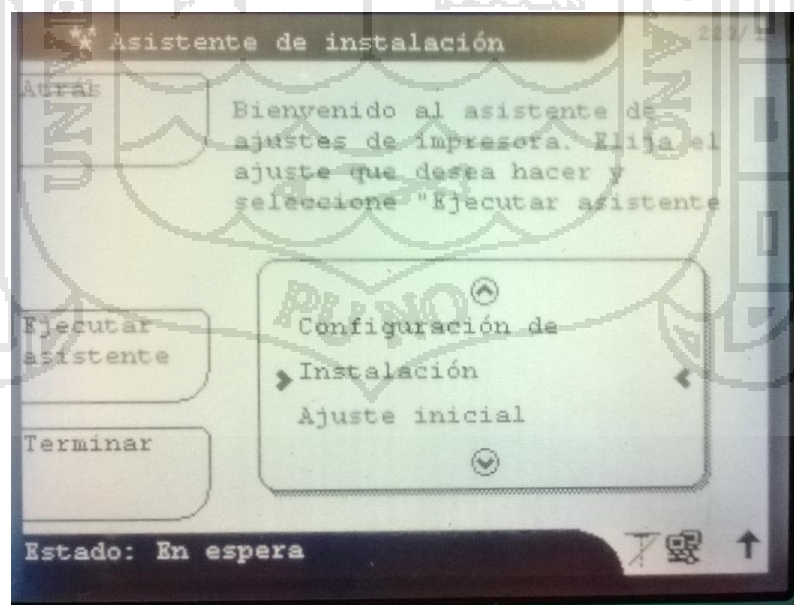 Asistente de instalación
Atrás
Bienvenido al asistente de
ajustes de impresora. Elija el
ajuste que desea hacer y
seleccione "Ejecutar asistente
Configuración de
Instalación
Ajuste inicial
Ejecutar
asistente
Terminar
Estado: En espera
PUNO